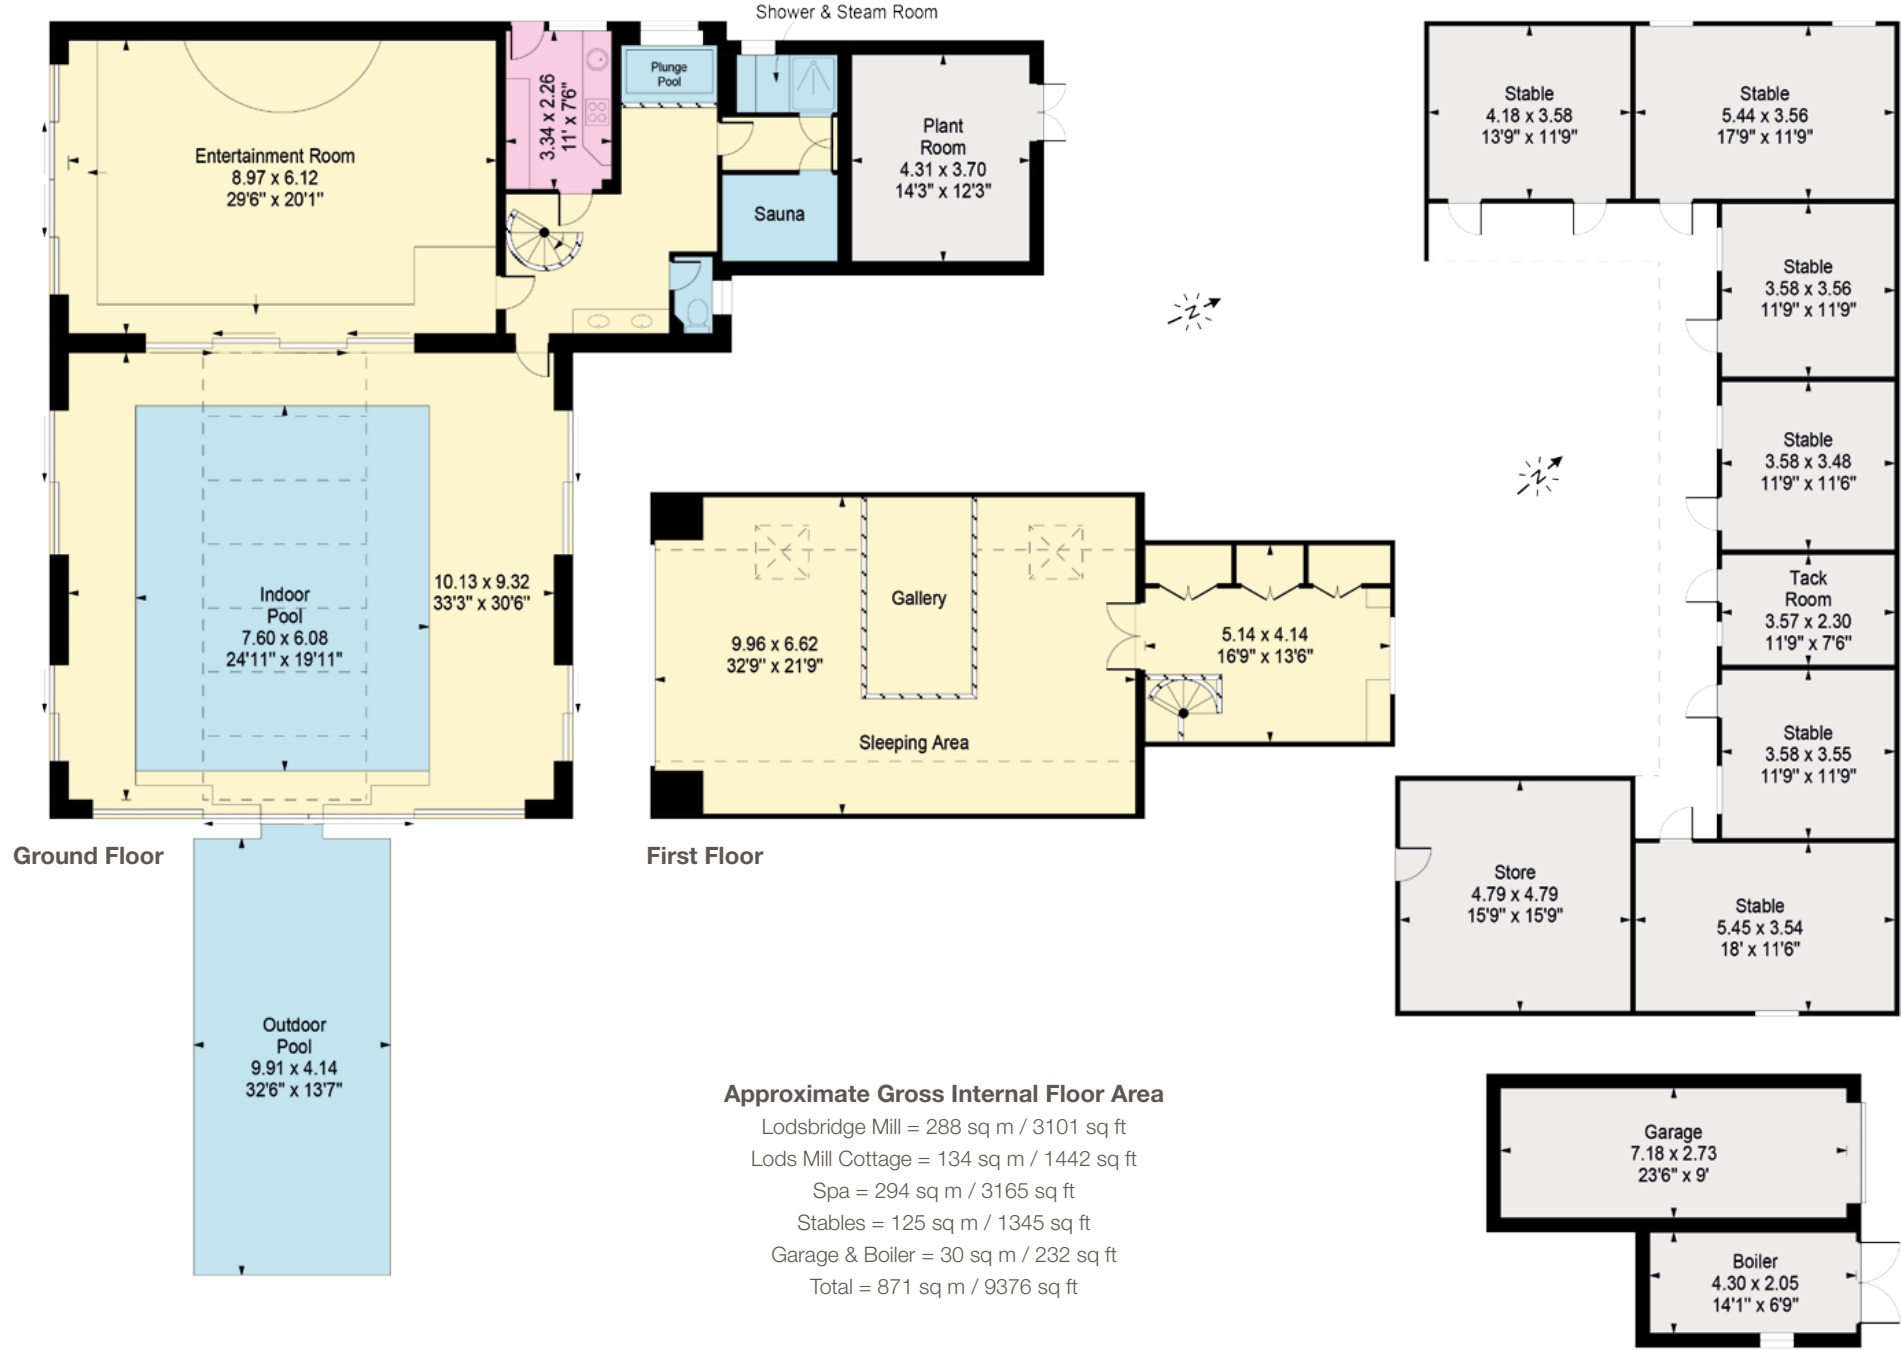 Shower & Steam Room
Entertainment Room
8.97 x 6.12
29'6" x 20'1"
3.34 x 2.26
11' x 7'6"
Plunge
Pool
Sauna
Plant
Room
4.31 x 3.70
14'3" x 12'3"
N
Indoor
Pool
7.60 x 6.08
24'11" x 19'11"
10.13 x 9.32
33'3" x 30'6"
Ground Floor
Outdoor
Pool
9.91 x 4.14
32'6" x 13'7"
9.96 x 6.62
32'9" x 21'9"
Gallery
Sleeping Area
5.14 x 4.14
16'9" x 13'6"
First Floor
Stable
4.18 x 3.58
13'9" x 11'9"
Stable
5.44 x 3.56
17'9" x 11'9"
Stable
3.58 x 3.56
11'9" x 11'9"
N
Stable
3.58 x 3.48
11'9" x 11'6"
Tack
Room
3.57 x 2.30
11'9" x 7'6"
Stable
3.58 x 3.55
11'9" x 11'9"
Store
4.79 x 4.79
15'9" x 15'9"
Stable
5.45 x 3.54
18' x 11'6"
Garage
7.18 x 2.73
23'6" x 9'
Boiler
4.30 x 2.05
14'1" x 6'9"
Approximate Gross Internal Floor Area
Lodsbridge Mill = 288 sq m / 3101 sq ft
Lods Mill Cottage = 134 sq m / 1442 sq ft
Spa = 294 sq m / 3165 sq ft
Stables = 125 sq m / 1345 sq ft
Garage & Boiler = 30 sq m / 232 sq ft
Total = 871 sq m / 9376 sq ft